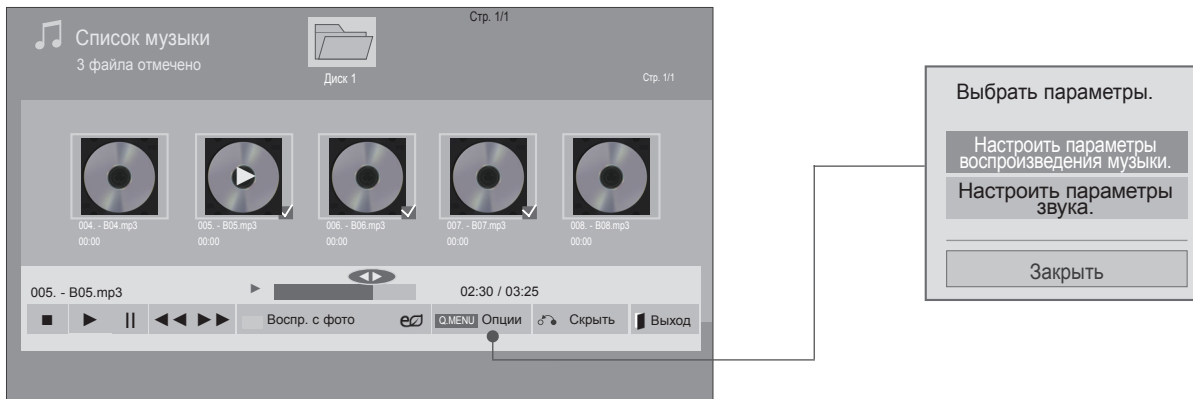 Стр. 1/1
Список музыки
3 файла отмечено
Диск 1
Стр. 1/1
004. - B04.mp3
00:00
005. - B05.mp3
00:00
006. - B06.mp3
00:00
007. - B07.mp3
00:00
008. - B08.mp3
00:00
005. - B05.mp3
02:30 / 03:25
Воспр. с фото
Q.MENU Опции
Скрыть
Выход
Выбрать параметры.
Настроить параметры
воспроизведения музыки.
Настроить параметры
звука.
Закрыть